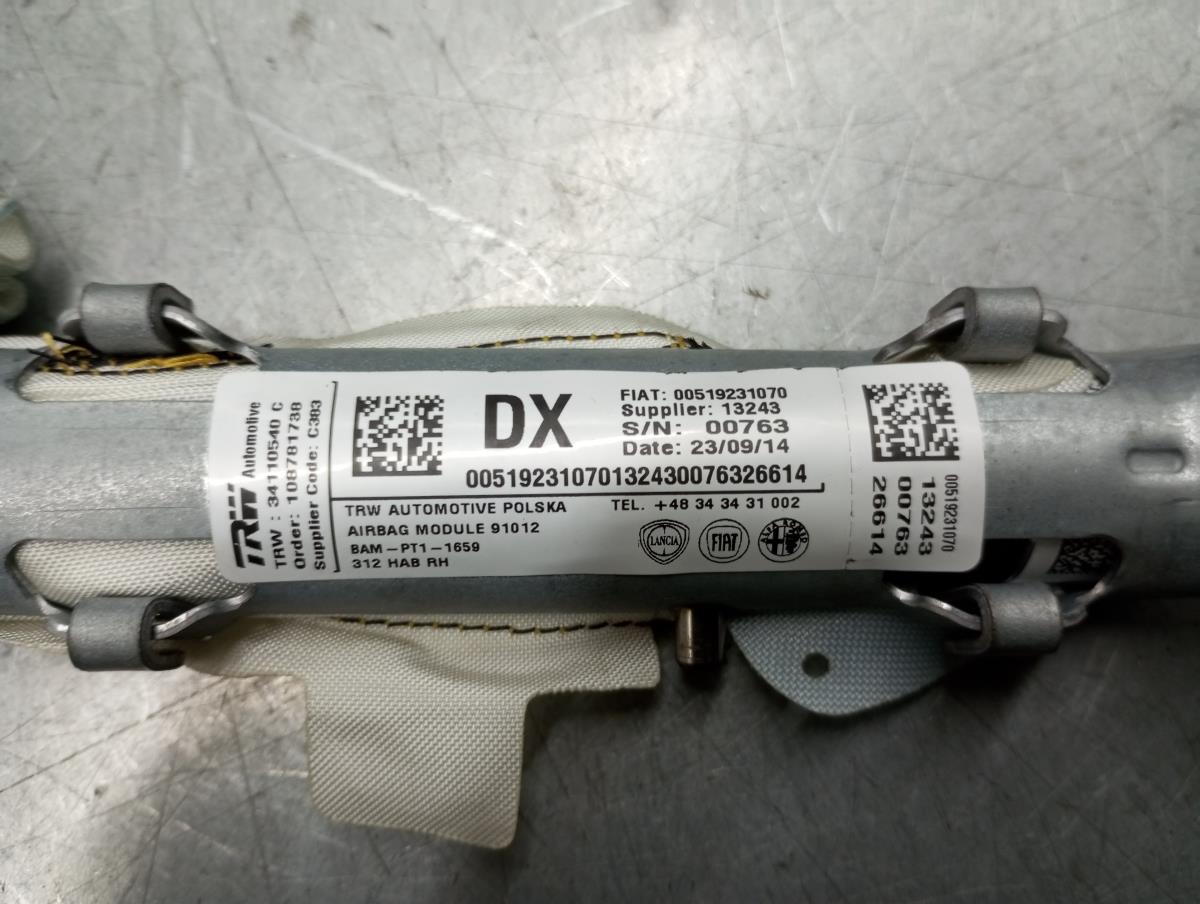 TRW Automotive
TRW : 34110540 C
Order: 108781738
Supplier Code: C383
DX
FIAT: 00519231070
Supplier: 13243
S/N: 00763
Date: 23/09/14
00519231070132430076326614
TRW AUTOMOTIVE POLSKA
TEL. +48 34 34 31 002
AIRBAG MODULE 91012
BAM-PT1-1659
312 HAB RH
LANCIA
FIAT
ALFA ROMEO
00519231070
13243
00763
26614